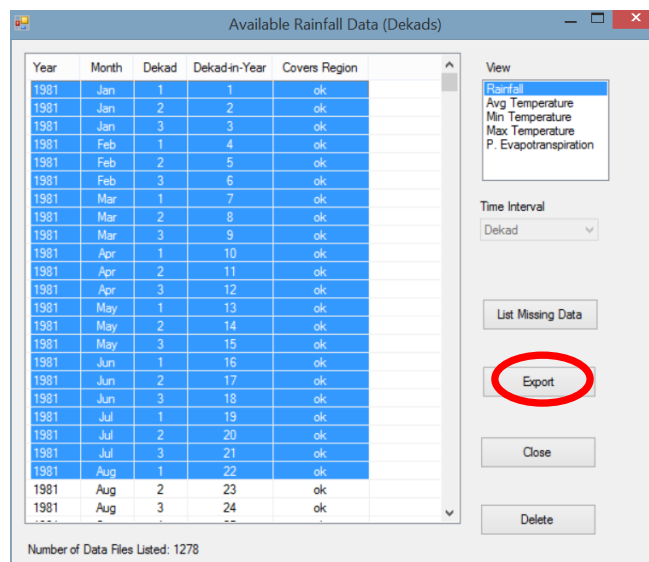 Available Rainfall Data (Dekads)
Year Month Dekad Dekad-in-Year Covers Region
1981 Jan 1 1 ok
1981 Jan 2 2 ok
1981 Jan 3 3 ok
1981 Feb 1 4 ok
1981 Feb 2 5 ok
1981 Feb 3 6 ok
1981 Mar 1 7 ok
1981 Mar 2 8 ok
1981 Mar 3 9 ok
1981 Apr 1 10 ok
1981 Apr 2 11 ok
1981 Apr 3 12 ok
1981 May 1 13 ok
1981 May 2 14 ok
1981 May 3 15 ok
1981 Jun 1 16 ok
1981 Jun 2 17 ok
1981 Jun 3 18 ok
1981 Jul 1 19 ok
1981 Jul 2 20 ok
1981 Jul 3 21 ok
1981 Aug 1 22 ok
1981 Aug 2 23 ok
1981 Aug 3 24 ok
Number of Data Files Listed: 1278
View
Rainfall
Avg Temperature
Min Temperature
Max Temperature
P. Evapotranspiration
Time Interval
Dekad
List Missing Data
Export
Close
Delete